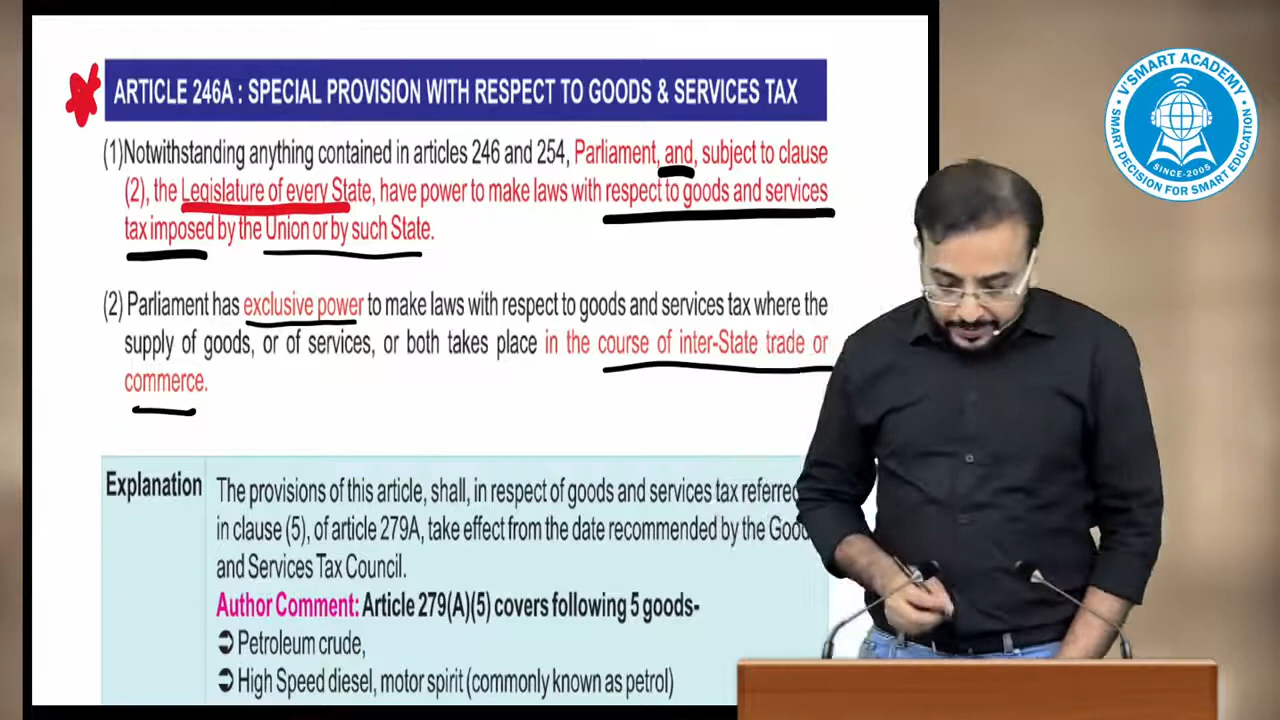 ARTICLE 246A : SPECIAL PROVISION WITH RESPECT TO GOODS & SERVICES TAX
(1)Notwithstanding anything contained in articles 246 and 254, Parliament, and, subject to clause
(2), the Legislature of every State, have power to make laws with respect to goods and services
tax imposed by the Union or by such State.
(2) Parliament has exclusive power to make laws with respect to goods and services tax where the
supply of goods, or of services, or both takes place in the course of inter-State trade or
commerce.
Explanation
The provisions of this article, shall, in respect of goods and services tax referred
in clause (5), of article 279A, take effect from the date recommended by the
and Services Tax Council.
Author Comment: Article 279(A)(5) covers following 5 goods-
➲ Petroleum crude,
➲ High Speed diesel, motor spirit (commonly known as petrol)
V'SMART ACADEMY
SINCE-2005
SMART DECISION FOR SMART EDUCATION